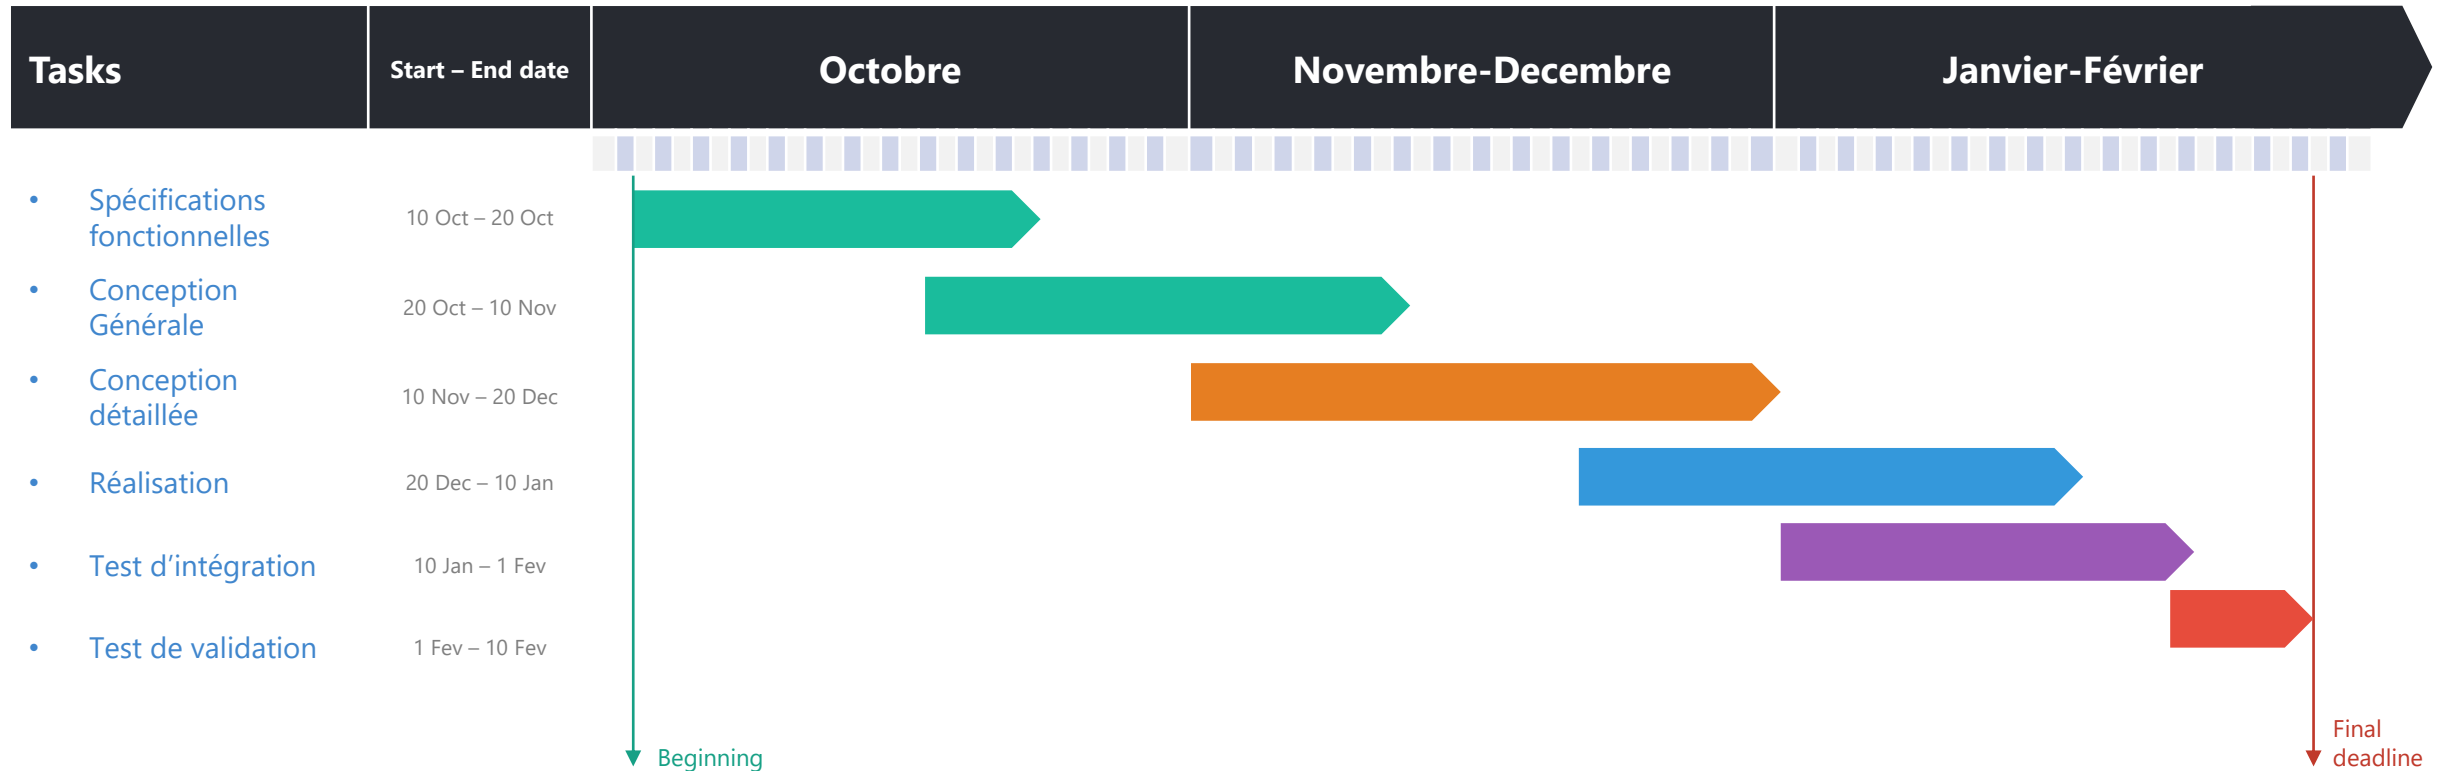 Tasks
Start – End date
Octobre
Novembre-Decembre
Janvier-Février
• Spécifications
fonctionnelles
10 Oct – 20 Oct
• Conception
Générale
20 Oct – 10 Nov
• Conception
détaillée
10 Nov – 20 Dec
• Réalisation
20 Dec – 10 Jan
• Test d’intégration
10 Jan – 1 Fev
• Test de validation
1 Fev – 10 Fev
Beginning
Final
deadline